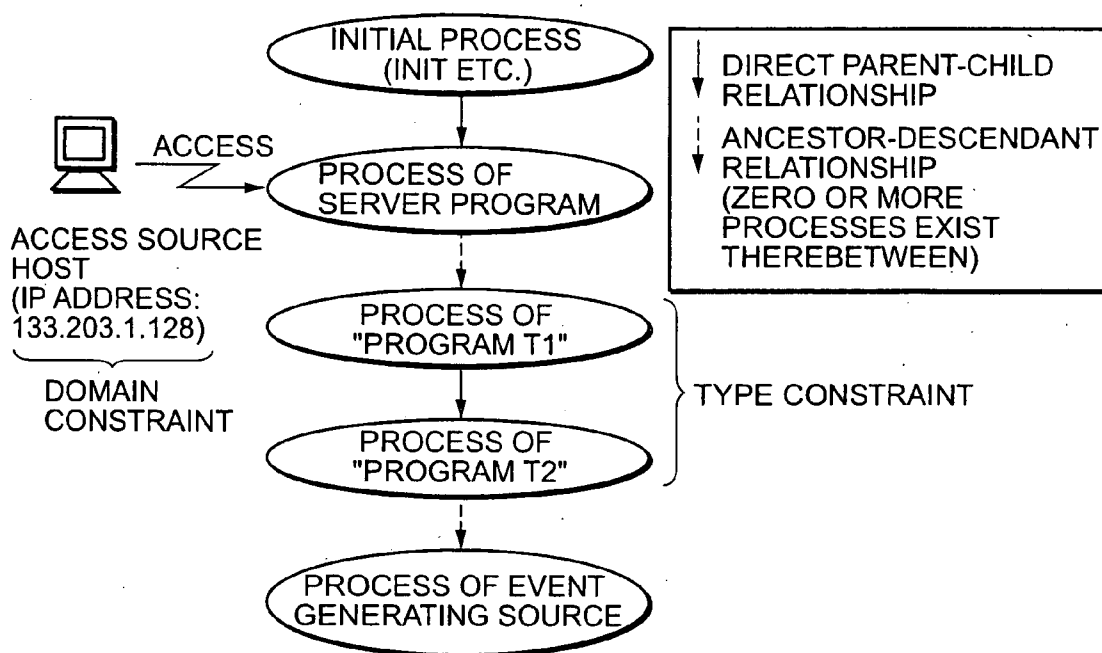 INITIAL PROCESS
(INIT ETC.)
DIRECT PARENT-CHILD
RELATIONSHIP
ANCESTOR-DESCENDANT
RELATIONSHIP
(ZERO OR MORE
PROCESSES EXIST
THEREBETWEEN)
ACCESS
PROCESS OF
SERVER PROGRAM
ACCESS SOURCE
HOST
(IP ADDRESS:
133.203.1.128)
DOMAIN
CONSTRAINT
PROCESS OF
"PROGRAM T1"
TYPE CONSTRAINT
PROCESS OF
"PROGRAM T2"
PROCESS OF EVENT
GENERATING SOURCE